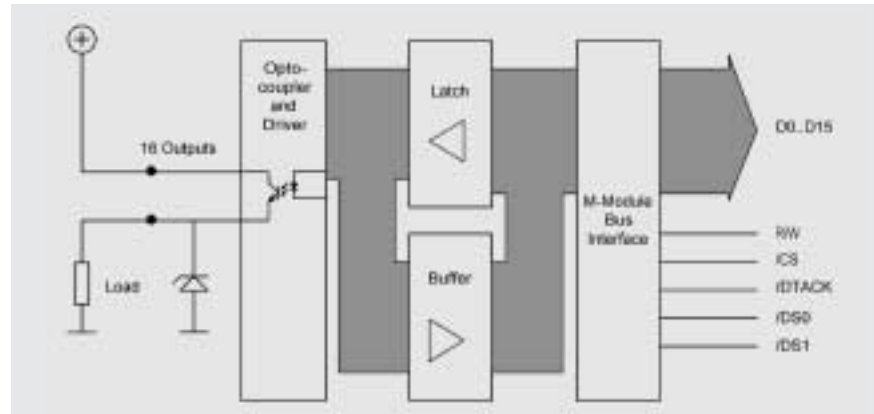 Opto-
coupler
and
Driver
Latch
D0..D15
16 Outputs
M-Module
Bus
Interface
R/W
/CS
Buffer
Load
/DTACK
/DS0
/DS1